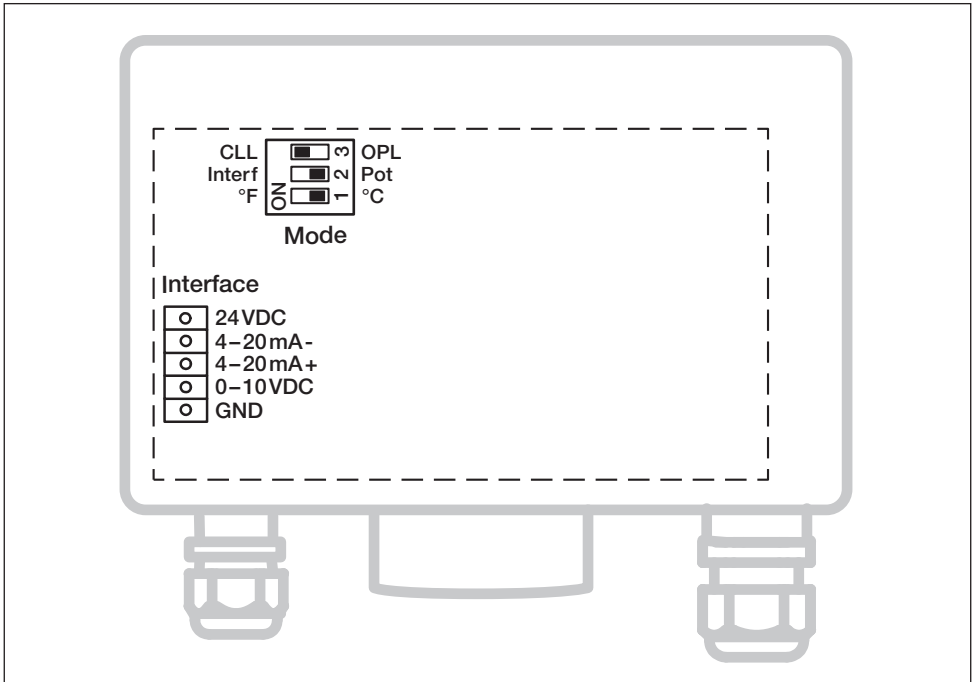 CLL 3 OPL
Interf 2 Pot
°F ON 1 °C
Mode
Interface
24VDC
4–20mA-
4–20mA+
0–10VDC
GND